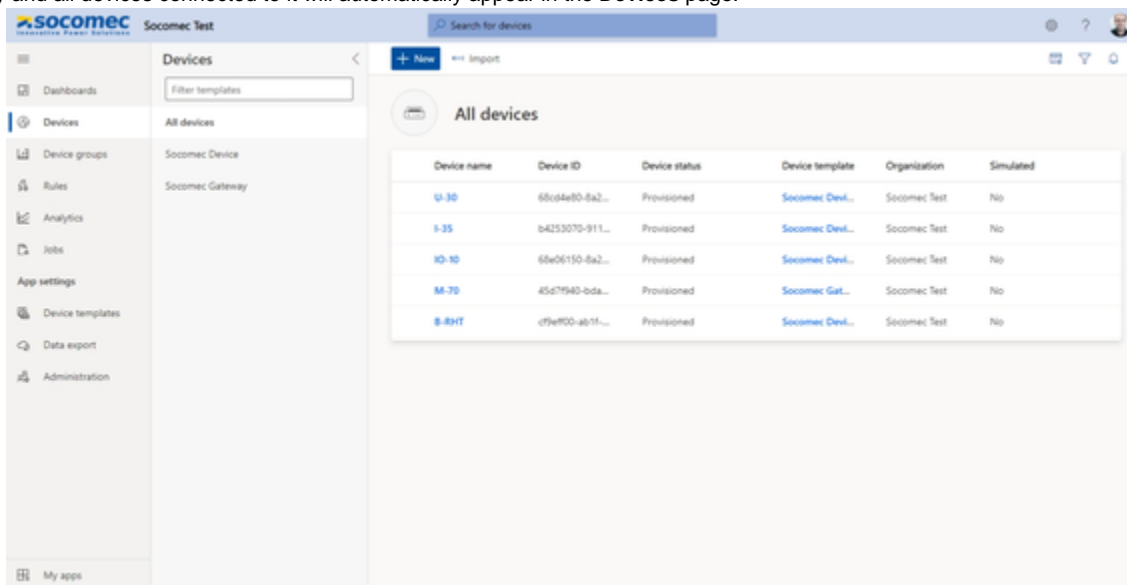 and all devices connected to it will automatically appear in the Devices page.
socomec
Innovative Power Solutions
Socomec Test
Search for devices
?
Devices
New
Import
Dashboards
Filter templates
All devices
Devices
All devices
Device groups
Socomec Device
Device name Device ID Device status Device template Organization Simulated
Rules
Socomec Gateway
U-30 68cd4e80-8a2... Provisioned Socomec Devi... Socomec Test No
Analytics
I-35 b4253070-911... Provisioned Socomec Devi... Socomec Test No
Jobs
IO-10 68e06150-8a2... Provisioned Socomec Devi... Socomec Test No
App settings
M-70 45d7f940-bda... Provisioned Socomec Gat... Socomec Test No
Device templates
B-RHT cf9eff00-ab1f-... Provisioned Socomec Devi... Socomec Test No
Data export
Administration
My apps